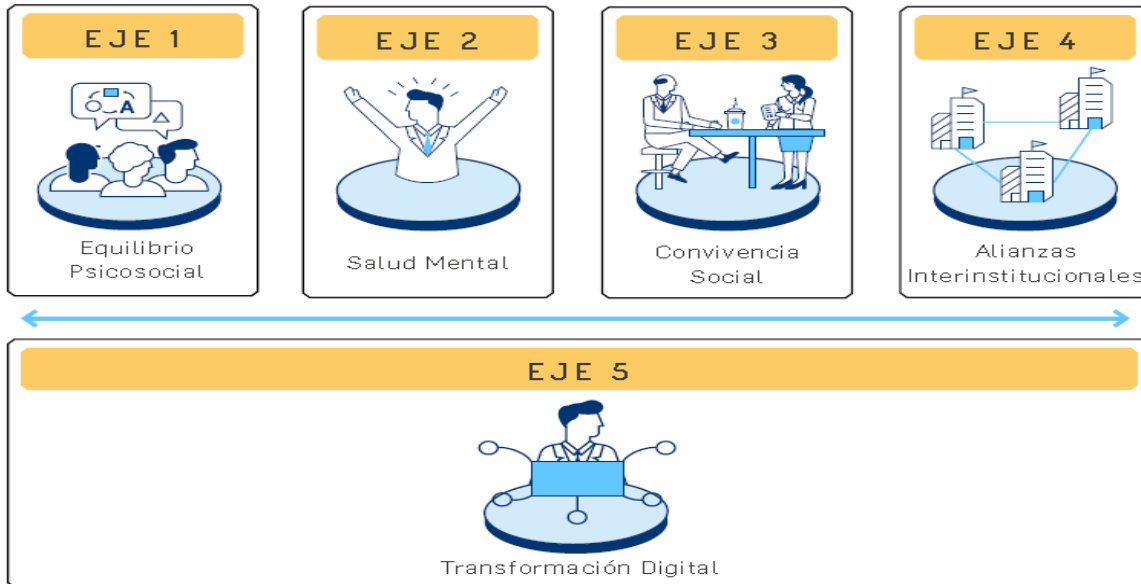 EJE 1
EJE 2
EJE 3
EJE 4
A
Equilibrio
Psicosocial
Salud Mental
Convivencia
Social
Alianzas
Interinstitucionales
EJE 5
Transformación Digital